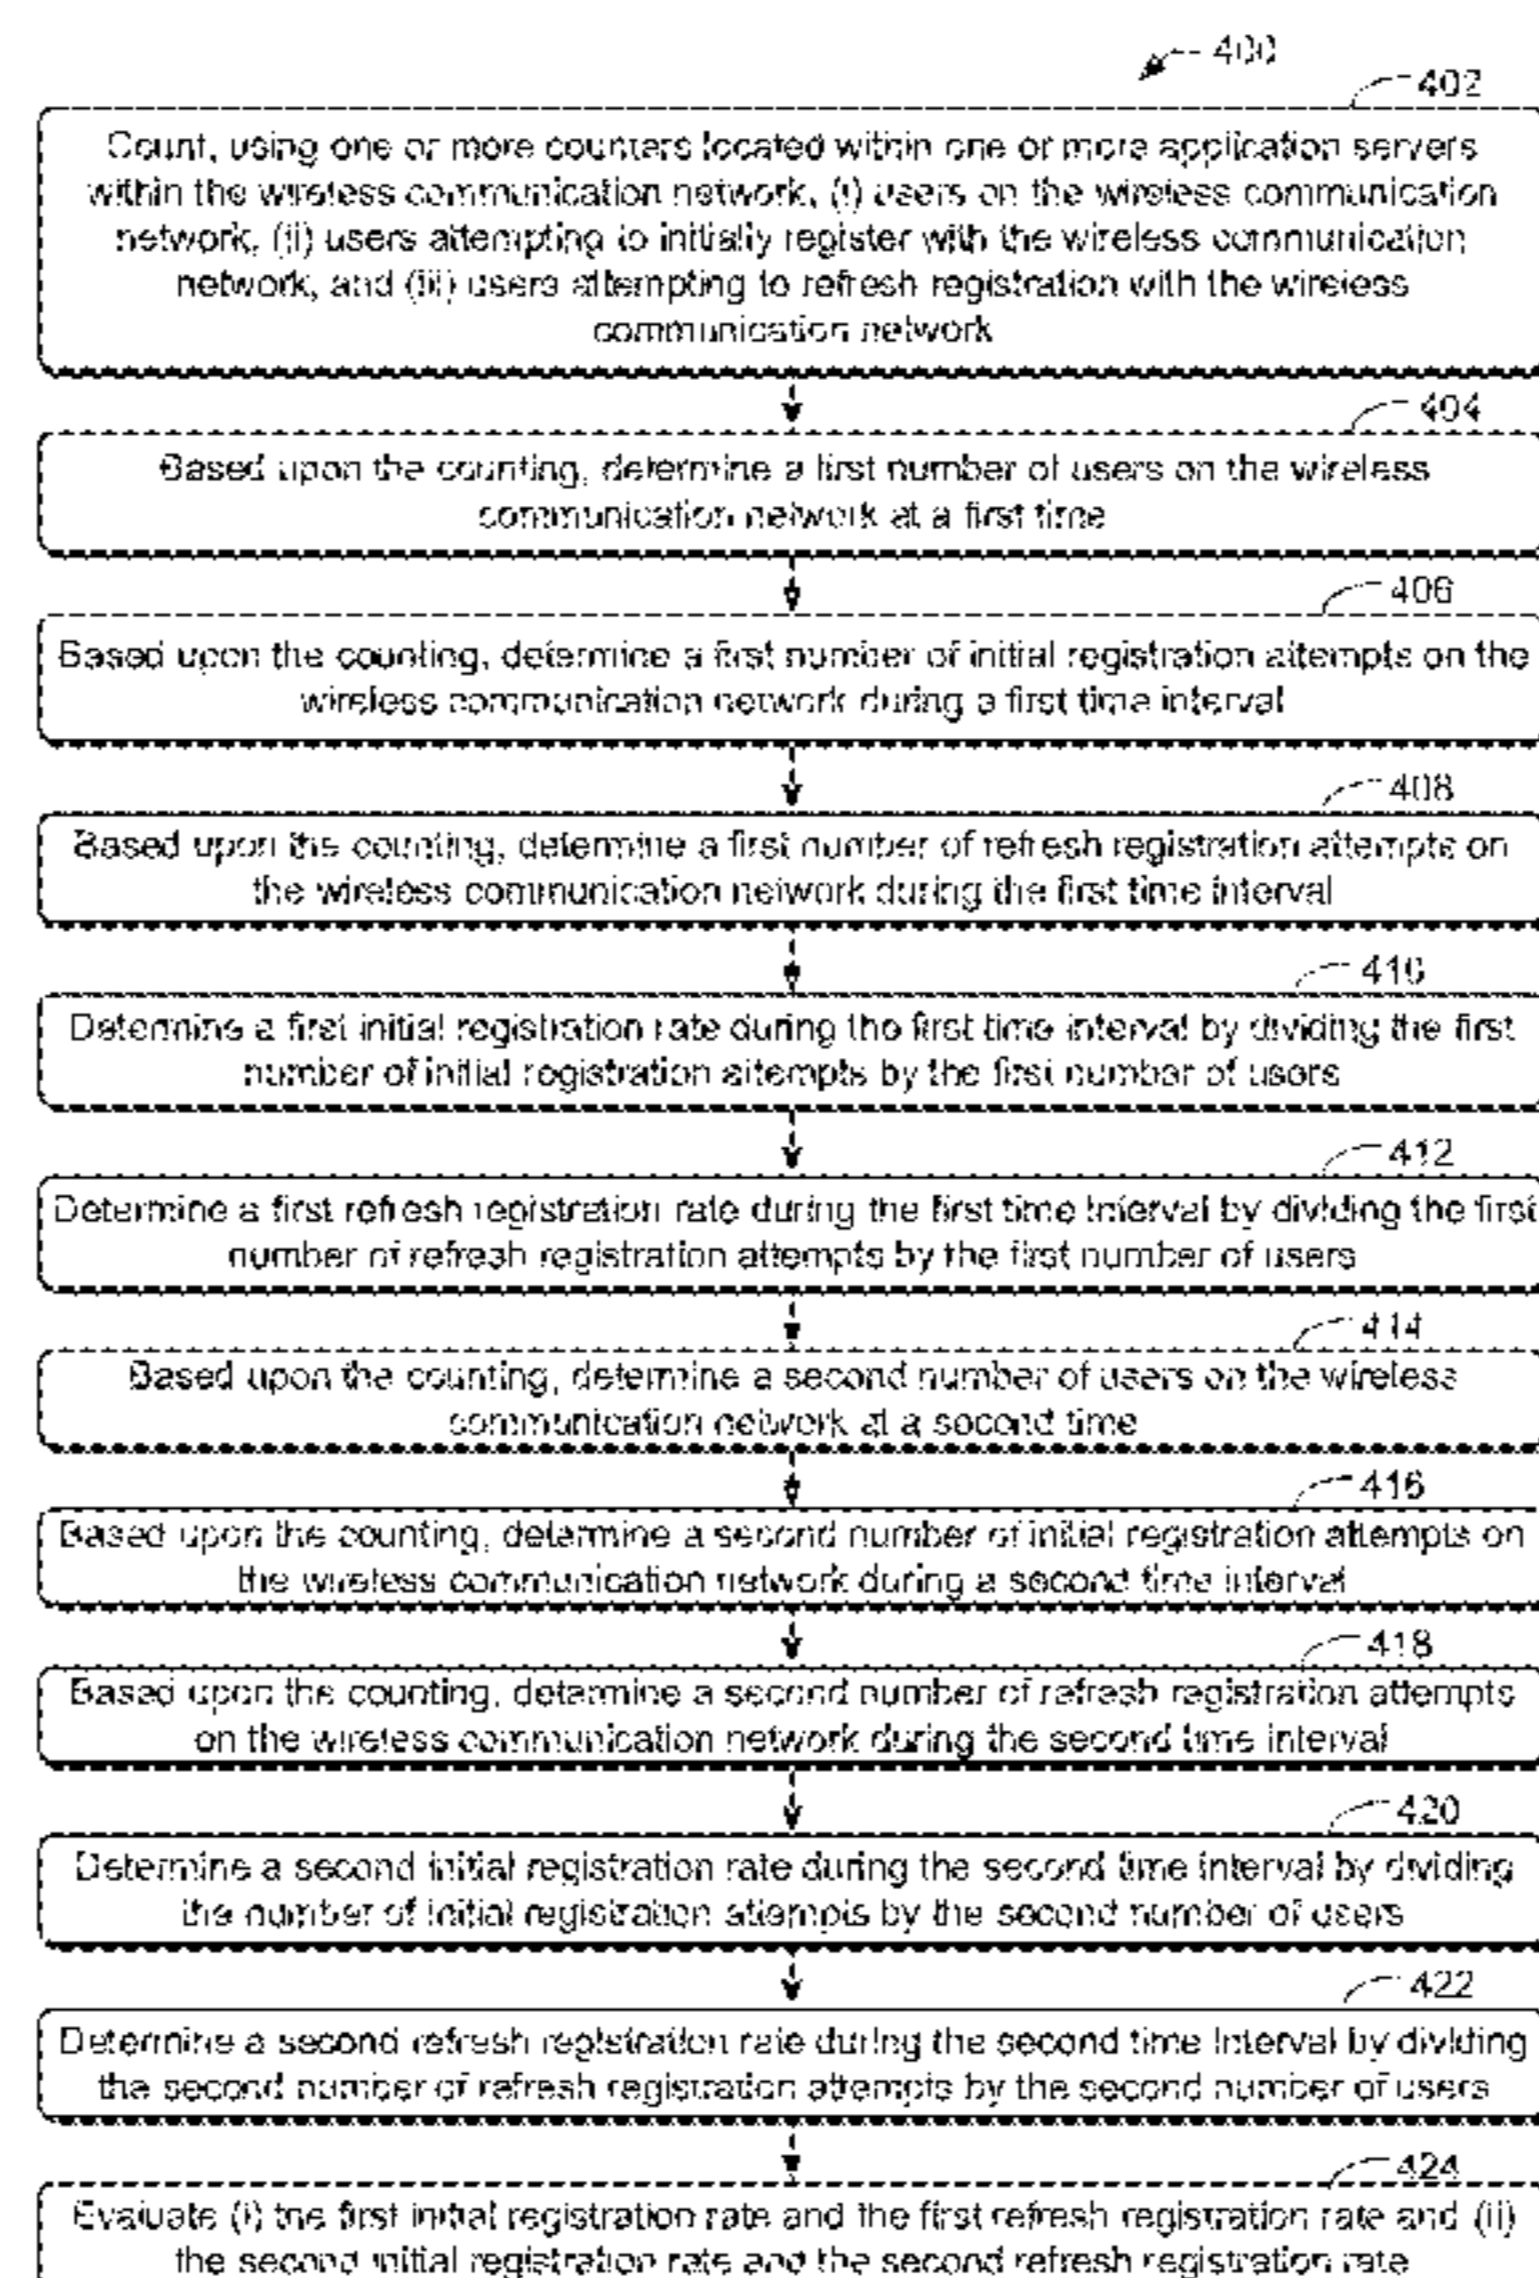 400
402
Count, using one or more counters located within one or more application servers
within the wireless communication network, (i) users on the wireless communication
network, (ii) users attempting to initially register with the wireless communication
network, and (iii) users attempting to refresh registration with the wireless
communication network
404
Based upon the counting, determine a first number of users on the wireless
communication network at a first time
406
Based upon the counting, determine a first number of initial registration attempts on the
wireless communication network during a first time interval
408
Based upon the counting, determine a first number of refresh registration attempts on
the wireless communication network during the first time interval
410
Determine a first initial registration rate during the first time interval by dividing the first
number of initial registration attempts by the first number of users
412
Determine a first refresh registration rate during the first time interval by dividing the first
number of refresh registration attempts by the first number of users
414
Based upon the counting, determine a second number of users on the wireless
communication network at a second time
416
Based upon the counting, determine a second number of initial registration attempts on
the wireless communication network during a second time interval
418
Based upon the counting, determine a second number of refresh registration attempts
on the wireless communication network during the second time interval
420
Determine a second initial registration rate during the second time interval by dividing
the number of initial registration attempts by the second number of users
422
Determine a second refresh registration rate during the second time interval by dividing
the second number of refresh registration attempts by the second number of users
424
Evaluate (i) the first initial registration rate and the first refresh registration rate and (ii)
the second initial registration rate and the second refresh registration rate